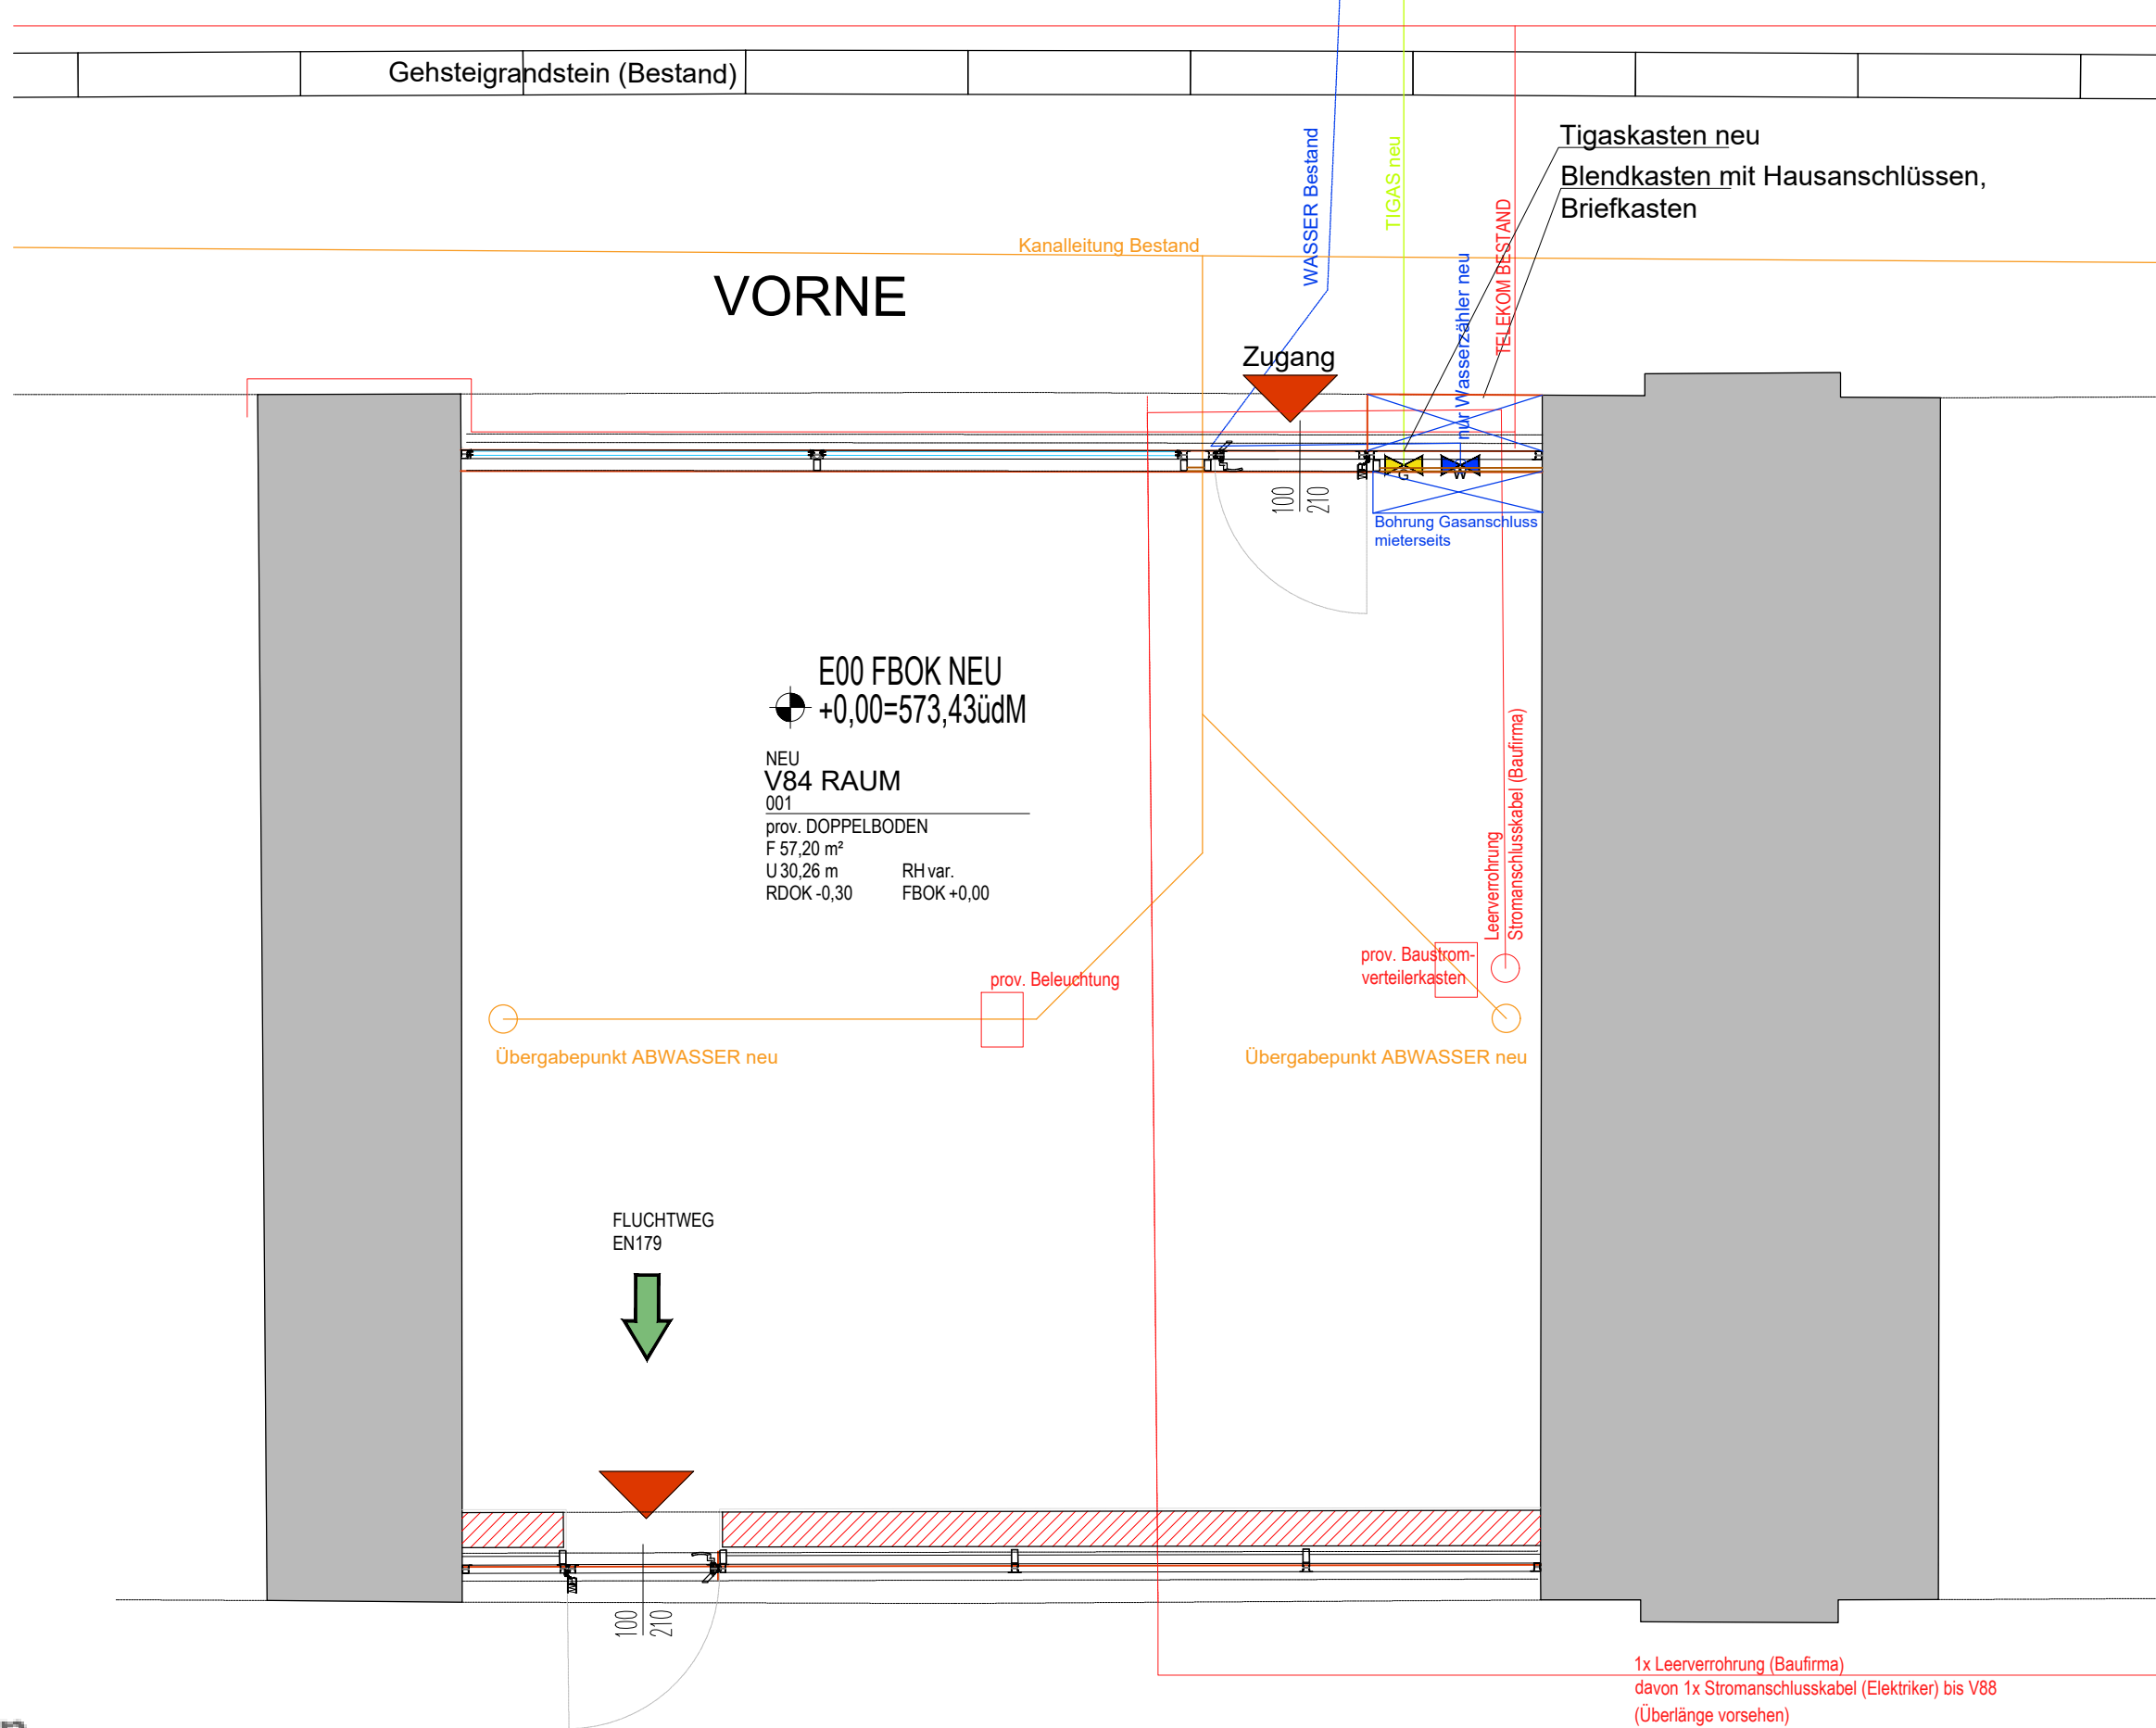 Gehsteigrandstein (Bestand)
WASSER Bestand
TIGAS neu
TELEKOM BESTAND
nur Wasserzähler neu
Tigaskasten neu
Blendkasten mit Hausanschlüssen,
Briefkasten
Kanalleitung Bestand
VORNE
Zugang
G
W
100
210
Bohrung Gasanschluss
mieterseits
E00 FBOK NEU
+0,00=573,43üdM
NEU
V84 RAUM
001
prov. DOPPELBODEN
F 57,20 m²
U 30,26 m RH var.
RDOK -0,30 FBOK +0,00
Leerverrohrung
Stromanschlusskabel (Baufirma)
prov. Beleuchtung
prov. Baustrom-
verteilerkasten
Übergabepunkt ABWASSER neu
Übergabepunkt ABWASSER neu
FLUCHTWEG
EN179
100
210
1x Leerverrohrung (Baufirma)
davon 1x Stromanschlusskabel (Elektriker) bis V88
(Überlänge vorsehen)